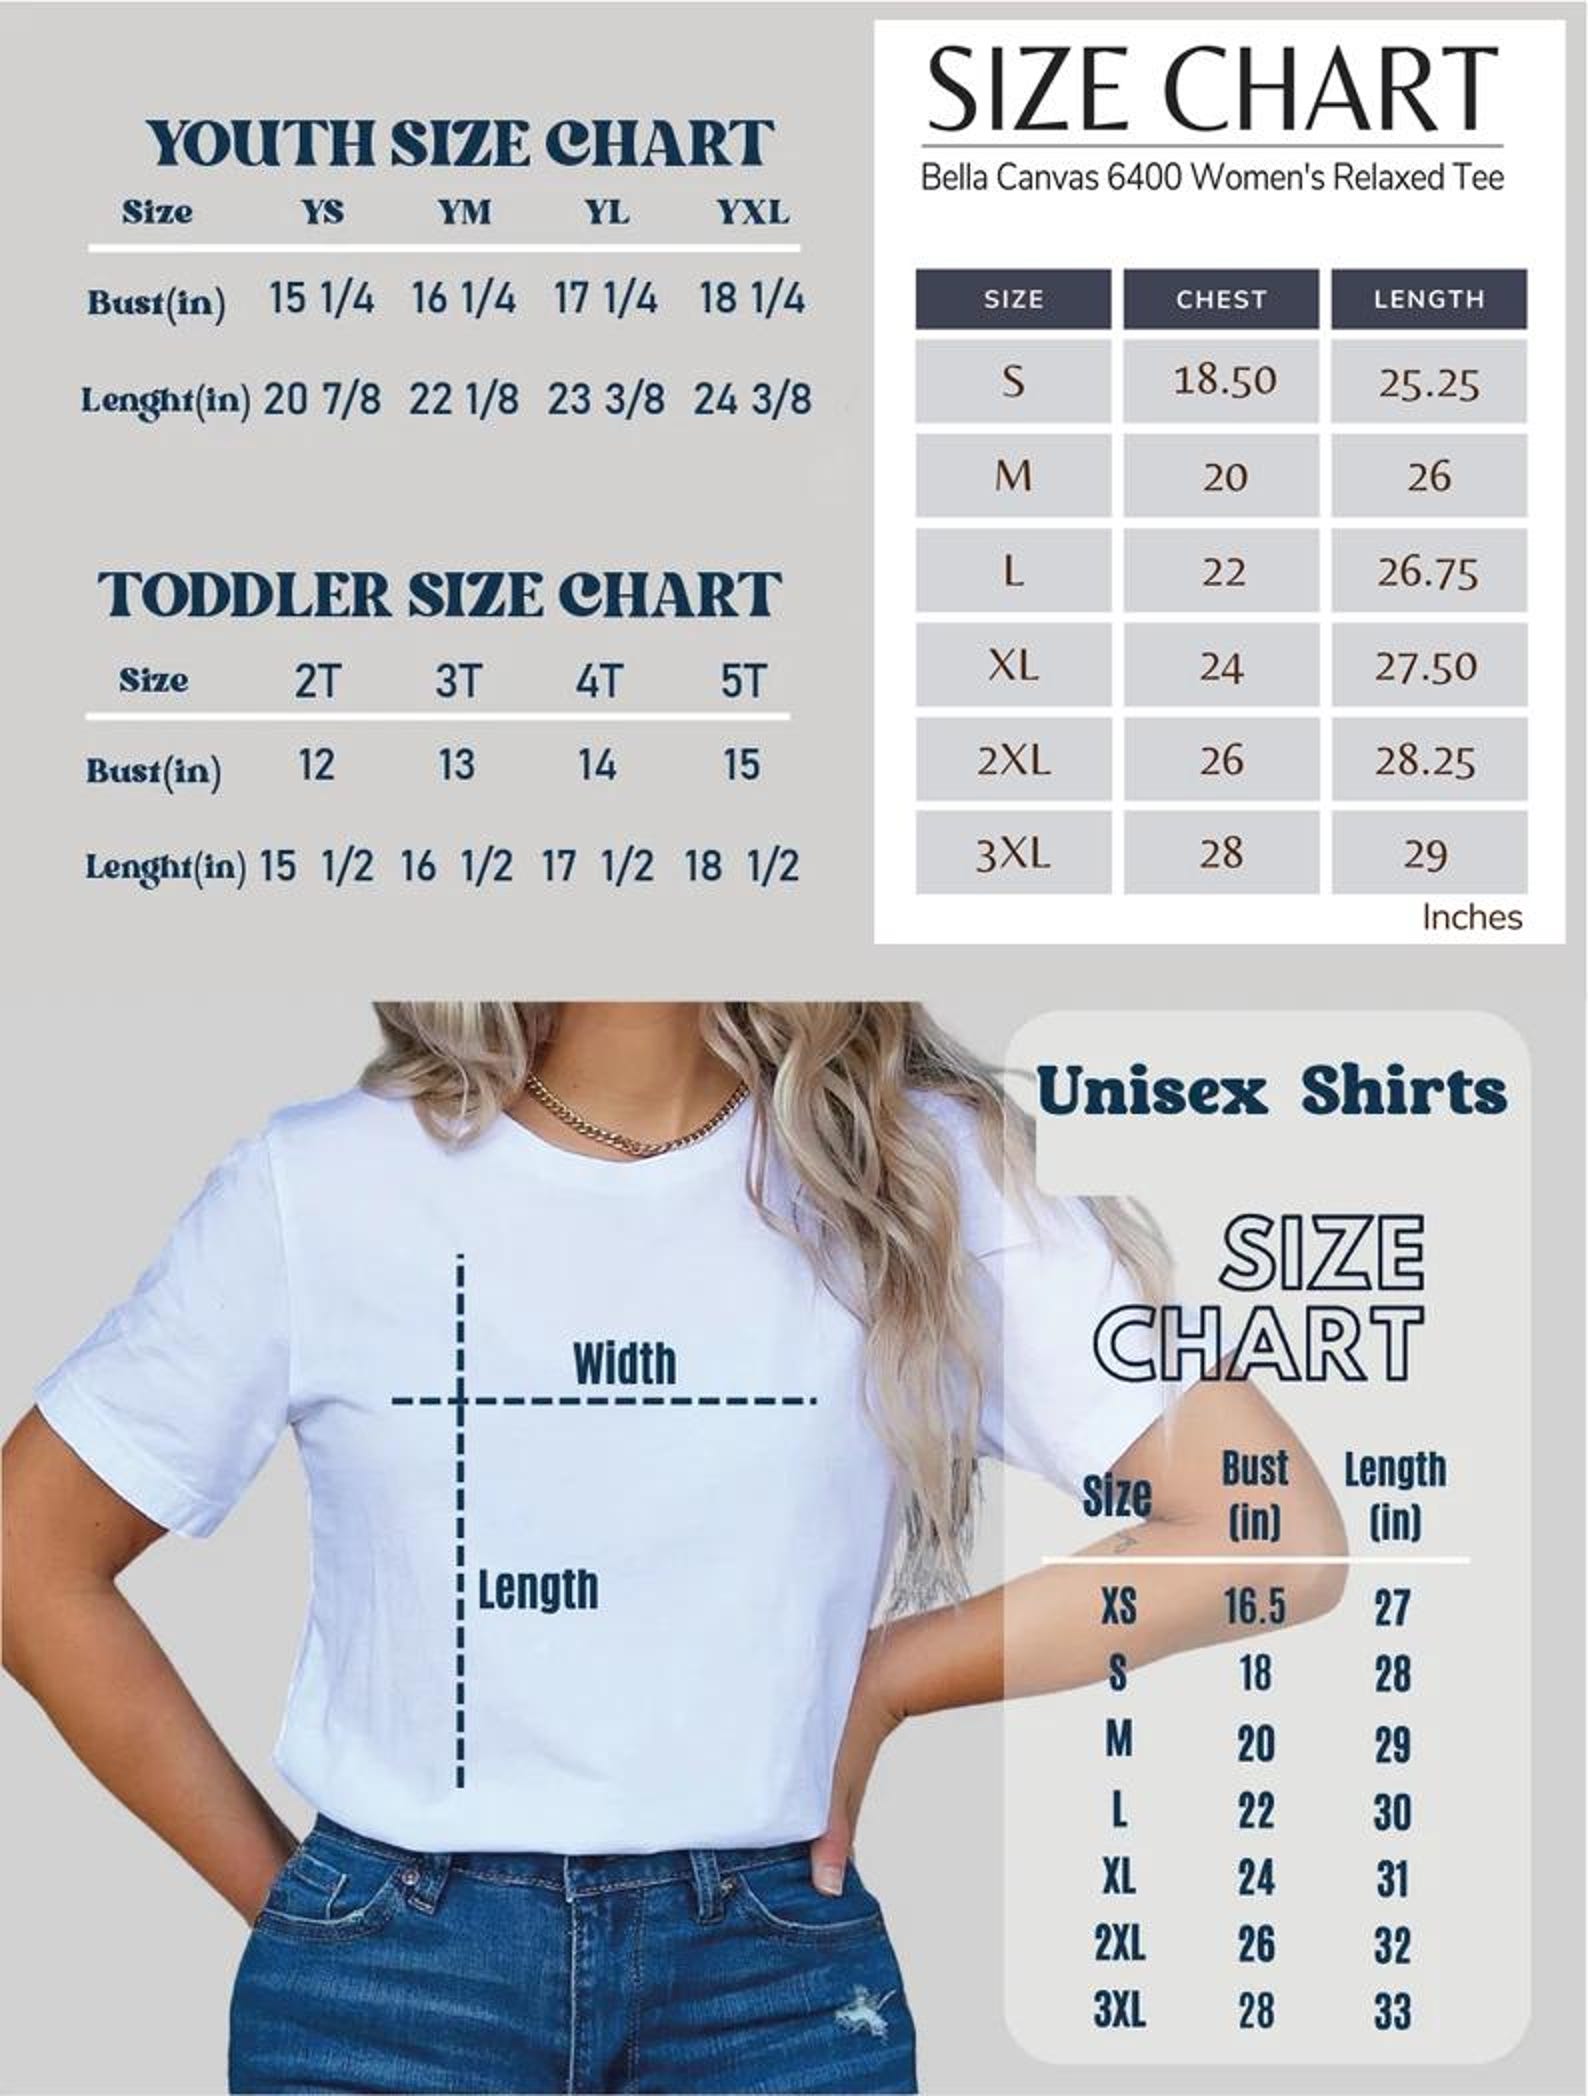 YOUTH SIZE CHART
Size YS YM YL YXL
Bust(in) 15 1/4 16 1/4 17 1/4 18 1/4
Lenght(in) 20 7/8 22 1/8 23 3/8 24 3/8
TODDLER SIZE CHART
Size 2T 3T 4T 5T
Bust(in) 12 13 14 15
Lenght(in) 15 1/2 16 1/2 17 1/2 18 1/2
SIZE CHART
Bella Canvas 6400 Women's Relaxed Tee
SIZE CHEST LENGTH
S 18.50 25.25
M 20 26
L 22 26.75
XL 24 27.50
2XL 26 28.25
3XL 28 29
Inches
Width
Length
Unisex Shirts
SIZE
CHART
Size Bust (in) Length (in)
XS 16.5 27
S 18 28
M 20 29
L 22 30
XL 24 31
2XL 26 32
3XL 28 33